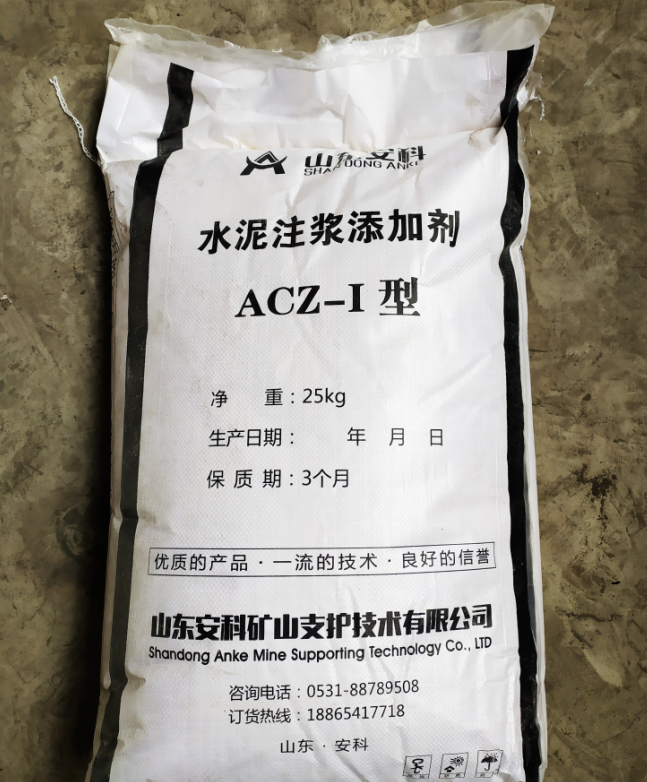 山东安科
SHANDONG ANKE
水泥注浆添加剂
ACZ-I 型
净 重：25kg
生产日期： 年 月 日
保 质 期：3个月
优质的产品·一流的技术·良好的信誉
山东安科矿山支护技术有限公司
Shandong Anke Mine Supporting Technology Co., LTD
咨询电话：0531-88789508
订货热线：18865417718
山东·安科